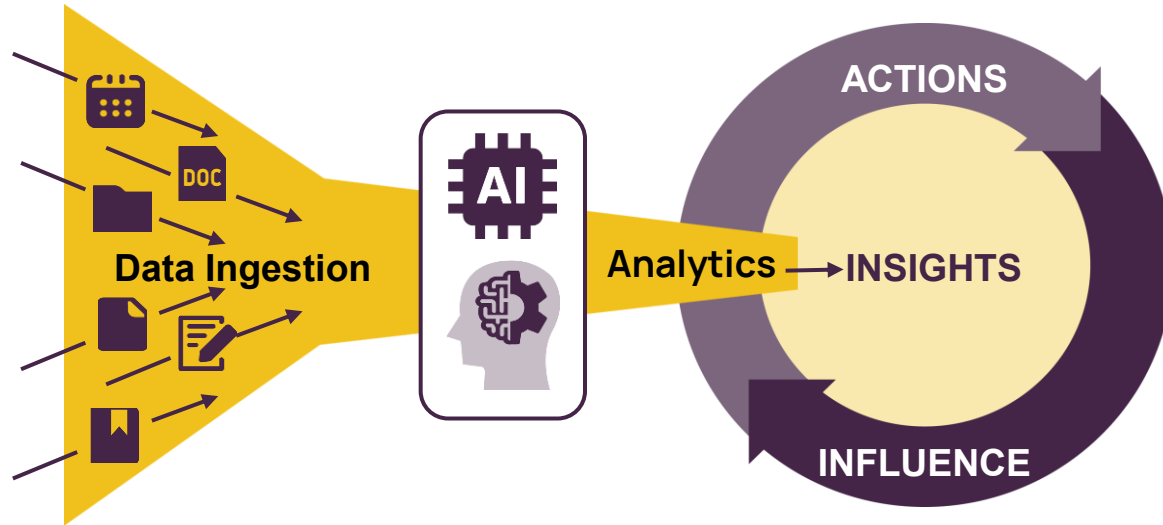 DOC
Data Ingestion
AI
Analytics
ACTIONS
INSIGHTS
INFLUENCE